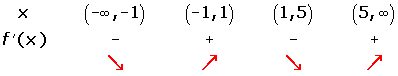 x (-∞,-1) (-1,1) (1,5) (5,∞)
f'(x) - + - +